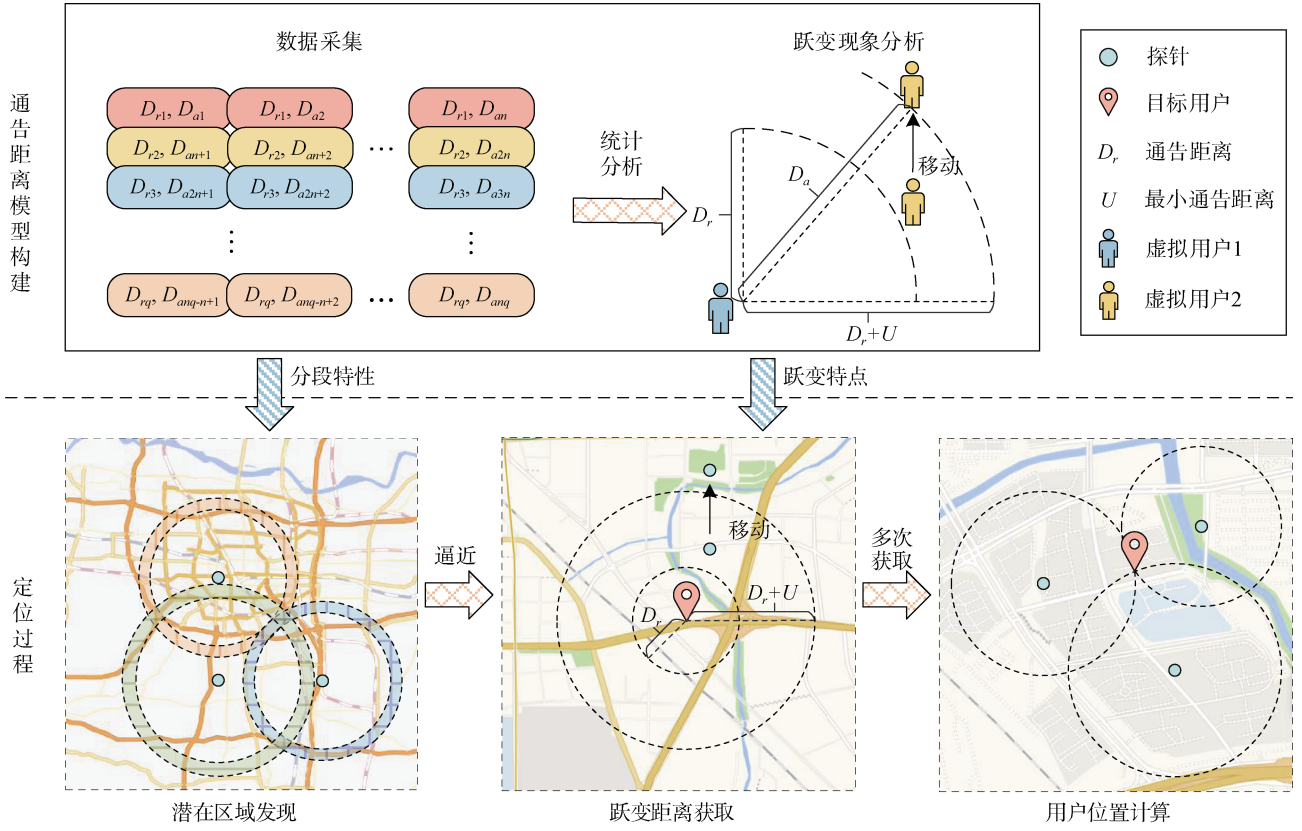 通告距离模型构建
数据采集
Dr1, Da1
Dr1, Da2
Dr1, Dan
Dr2, Dan+1
Dr2, Dan+2
…
Dr2, Da2n
Dr3, Da2n+1
Dr3, Da2n+2
Dr3, Da3n
⋮
⋮
Drq, Danq-n+1
Drq, Danq-n+2
…
Drq, Danq
统计
分析
跃变现象分析
移动
Da
Dr
Dr+U
探针
目标用户
Dr 通告距离
U 最小通告距离
虚拟用户1
虚拟用户2
分段特性
跃变特点
定位过程
逼近
移动
Dr+U
Dr
多次
获取
潜在区域发现
跃变距离获取
用户位置计算